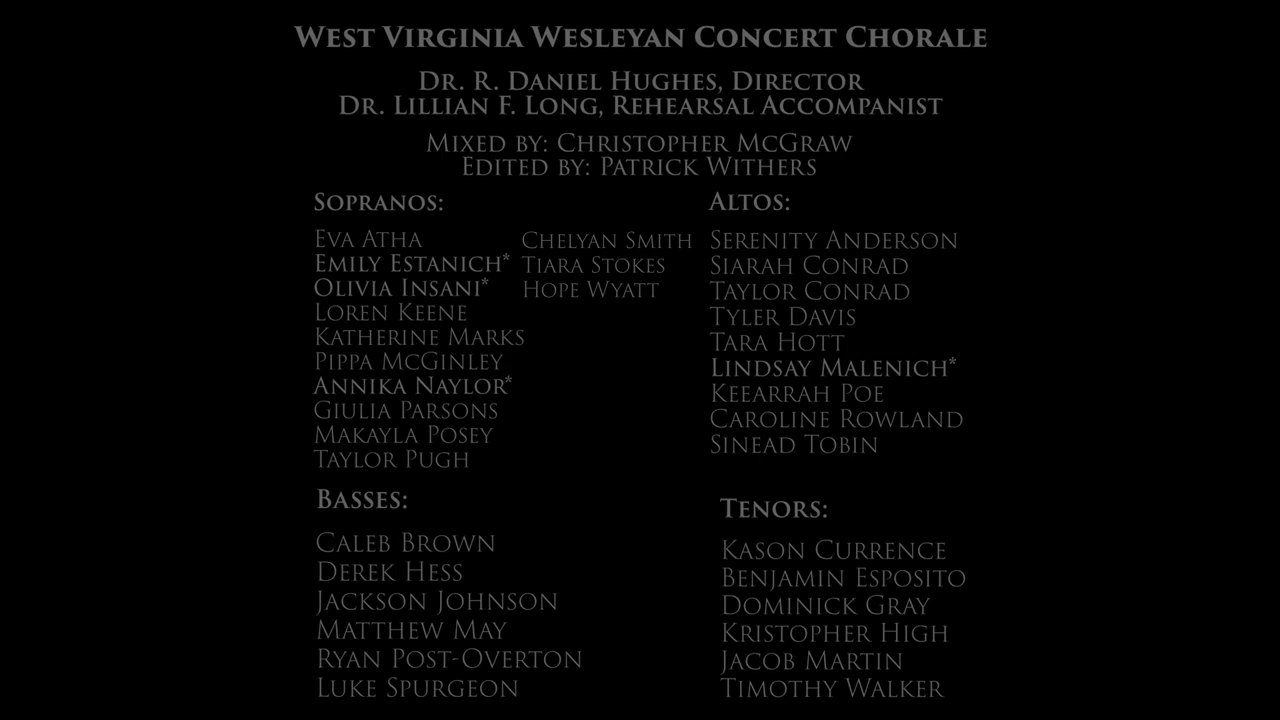 West Virginia Wesleyan Concert Chorale
Dr. R. Daniel Hughes, Director
Dr. Lillian F. Long, Rehearsal Accompanist
Mixed by: Christopher McGraw
Edited by: Patrick Withers
Sopranos:
Eva Atha
Emily Estanich*
Olivia Insani*
Loren Keene
Katherine Marks
Pippa McGinley
Annika Naylor*
Giulia Parsons
Makayla Posey
Taylor Pugh
Chelyan Smith
Tiara Stokes
Hope Wyatt
Altos:
Serenity Anderson
Siarah Conrad
Taylor Conrad
Tyler Davis
Tara Hott
Lindsay Malenich*
Keearrah Poe
Caroline Rowland
Sinead Tobin
Basses:
Caleb Brown
Derek Hess
Jackson Johnson
Matthew May
Ryan Post-Overton
Luke Spurgeon
Tenors:
Kason Currence
Benjamin Esposito
Dominick Gray
Kristopher High
Jacob Martin
Timothy Walker